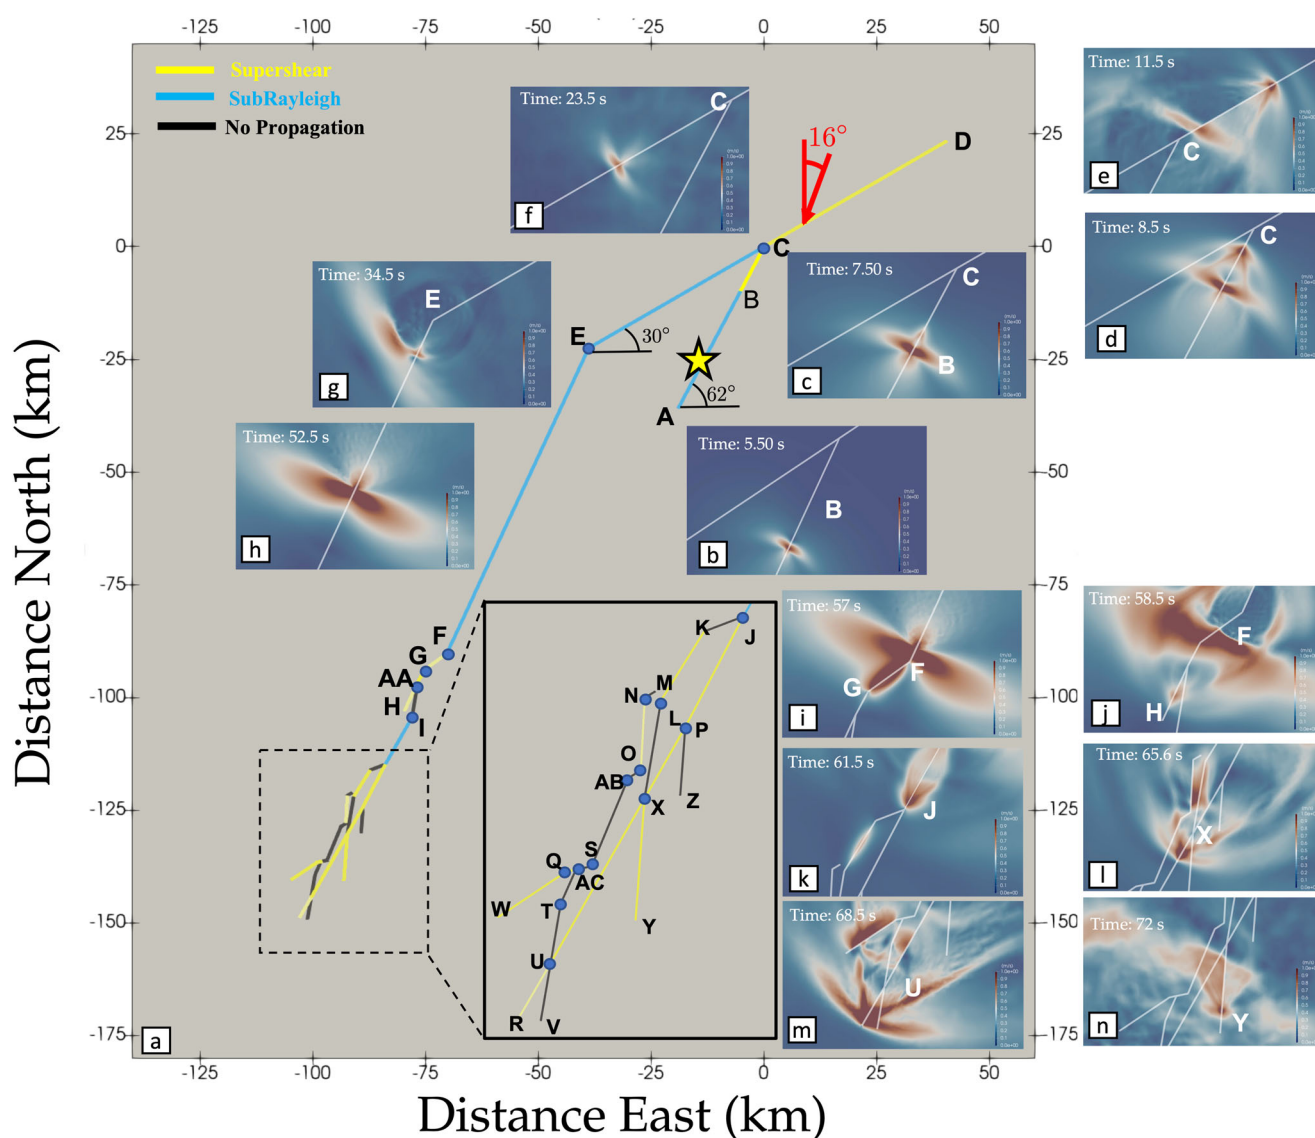 -125 -100 -75 -50 -25 0 25 50
Supershear
SubRayleigh
No Propagation
Time: 23.5 s
C
f
16°
D
Time: 11.5 s
C
e
25
25
Time: 8.5 s
C
d
0
0
C
B
Time: 7.50 s
C
B
c
Time: 34.5 s
E
g
E
30°
-25
-25
62°
A
Time: 52.5 s
h
Time: 5.50 s
B
b
-50
-50
-75
-75
F
G
AA
H
I
-100
-100
K
J
N
M
L
P
O
AB
X
Z
S
Q
AC
W
T
Y
U
R
V
Time: 57 s
F
G
i
Time: 58.5 s
F
H
j
Time: 61.5 s
J
k
Time: 65.6 s
X
l
-125
-125
Time: 68.5 s
U
m
Time: 72 s
Y
n
-150
-150
-175
-175
a
-125 -100 -75 -50 -25 0 25 50
Distance East (km)
Distance North (km)